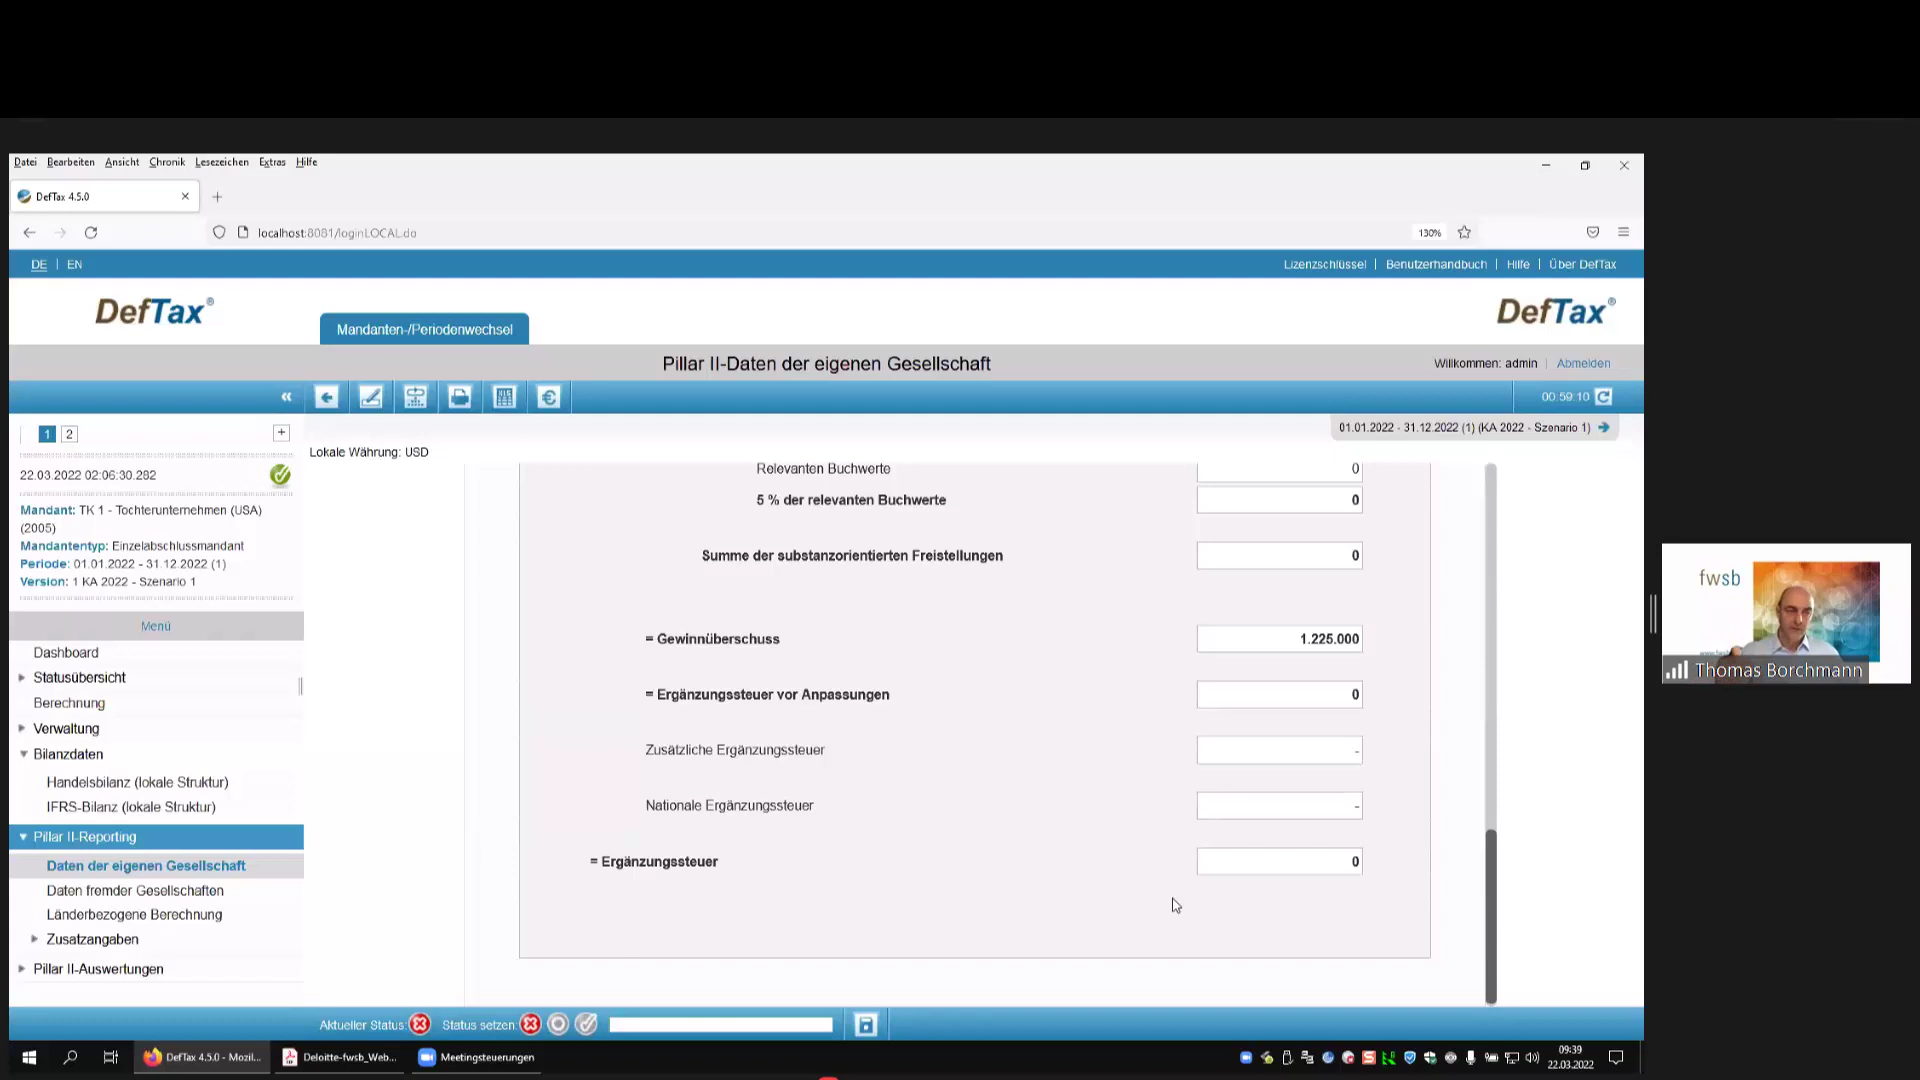 Datei Bearbeiten Ansicht Chronik Lesezeichen Extras Hilfe
DefTax 4.5.0
localhost:8081/loginLOCAL.do
130%
DE | EN
Lizenzschlüssel | Benutzerhandbuch | Hilfe | Über DefTax
DefTax®
Mandanten-/Periodenwechsel
DefTax®
Pillar II-Daten der eigenen Gesellschaft
Willkommen: admin | Abmelden
00:59:10
1 2
01.01.2022 - 31.12.2022 (1) (KA 2022 - Szenario 1)
Lokale Währung: USD
22.03.2022 02:06:30.282
Mandant: TK 1 - Tochterunternehmen (USA)
(2005)
Mandantentyp: Einzelabschlussmandant
Periode: 01.01.2022 - 31.12.2022 (1)
Version: 1 KA 2022 - Szenario 1
Menü
Dashboard
Statusübersicht
Berechnung
Verwaltung
Bilanzdaten
Handelsbilanz (lokale Struktur)
IFRS-Bilanz (lokale Struktur)
Pillar II-Reporting
Daten der eigenen Gesellschaft
Daten fremder Gesellschaften
Länderbezogene Berechnung
Zusatzangaben
Pillar II-Auswertungen
Relevanten Buchwerte 0
5 % der relevanten Buchwerte 0
Summe der substanzorientierten Freistellungen 0
= Gewinnüberschuss 1.225.000
= Ergänzungssteuer vor Anpassungen 0
Zusätzliche Ergänzungssteuer -
Nationale Ergänzungssteuer -
= Ergänzungssteuer 0
fwsb
Thomas Borchmann
Aktueller Status: Status setzen:
DefTax 4.5.0 - Mozil...
Deloitte-fwsb_Web...
Meetingsteuerungen
09:39
22.03.2022